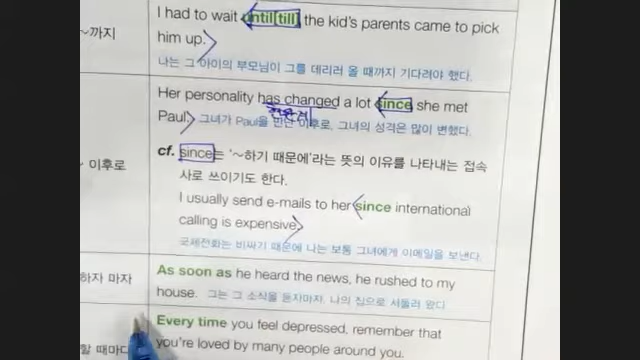 I had to wait until[till] the kid's parents came to pick
~까지
him up.
나는 그 아이의 부모님이 그를 데리러 올 때까지 기다려야 했다.
Her personality has changed a lot since she met
Paul. 그녀가 Paul을 만난 이후로, 그녀의 성격은 많이 변했다.
cf. since는 '~하기 때문에'라는 뜻의 이유를 나타내는 접속
이후로
사로 쓰이기도 한다.
I usually send e-mails to her since international
calling is expensive.
국제전화는 비싸기 때문에 나는 보통 그녀에게 이메일을 보낸다.
As soon as he heard the news, he rushed to my
하자 마자
house. 그는 그 소식을 듣자마자, 나의 집으로 서둘러 왔다
Every time you feel depressed, remember that
할 때마다
you're loved by many people around you.